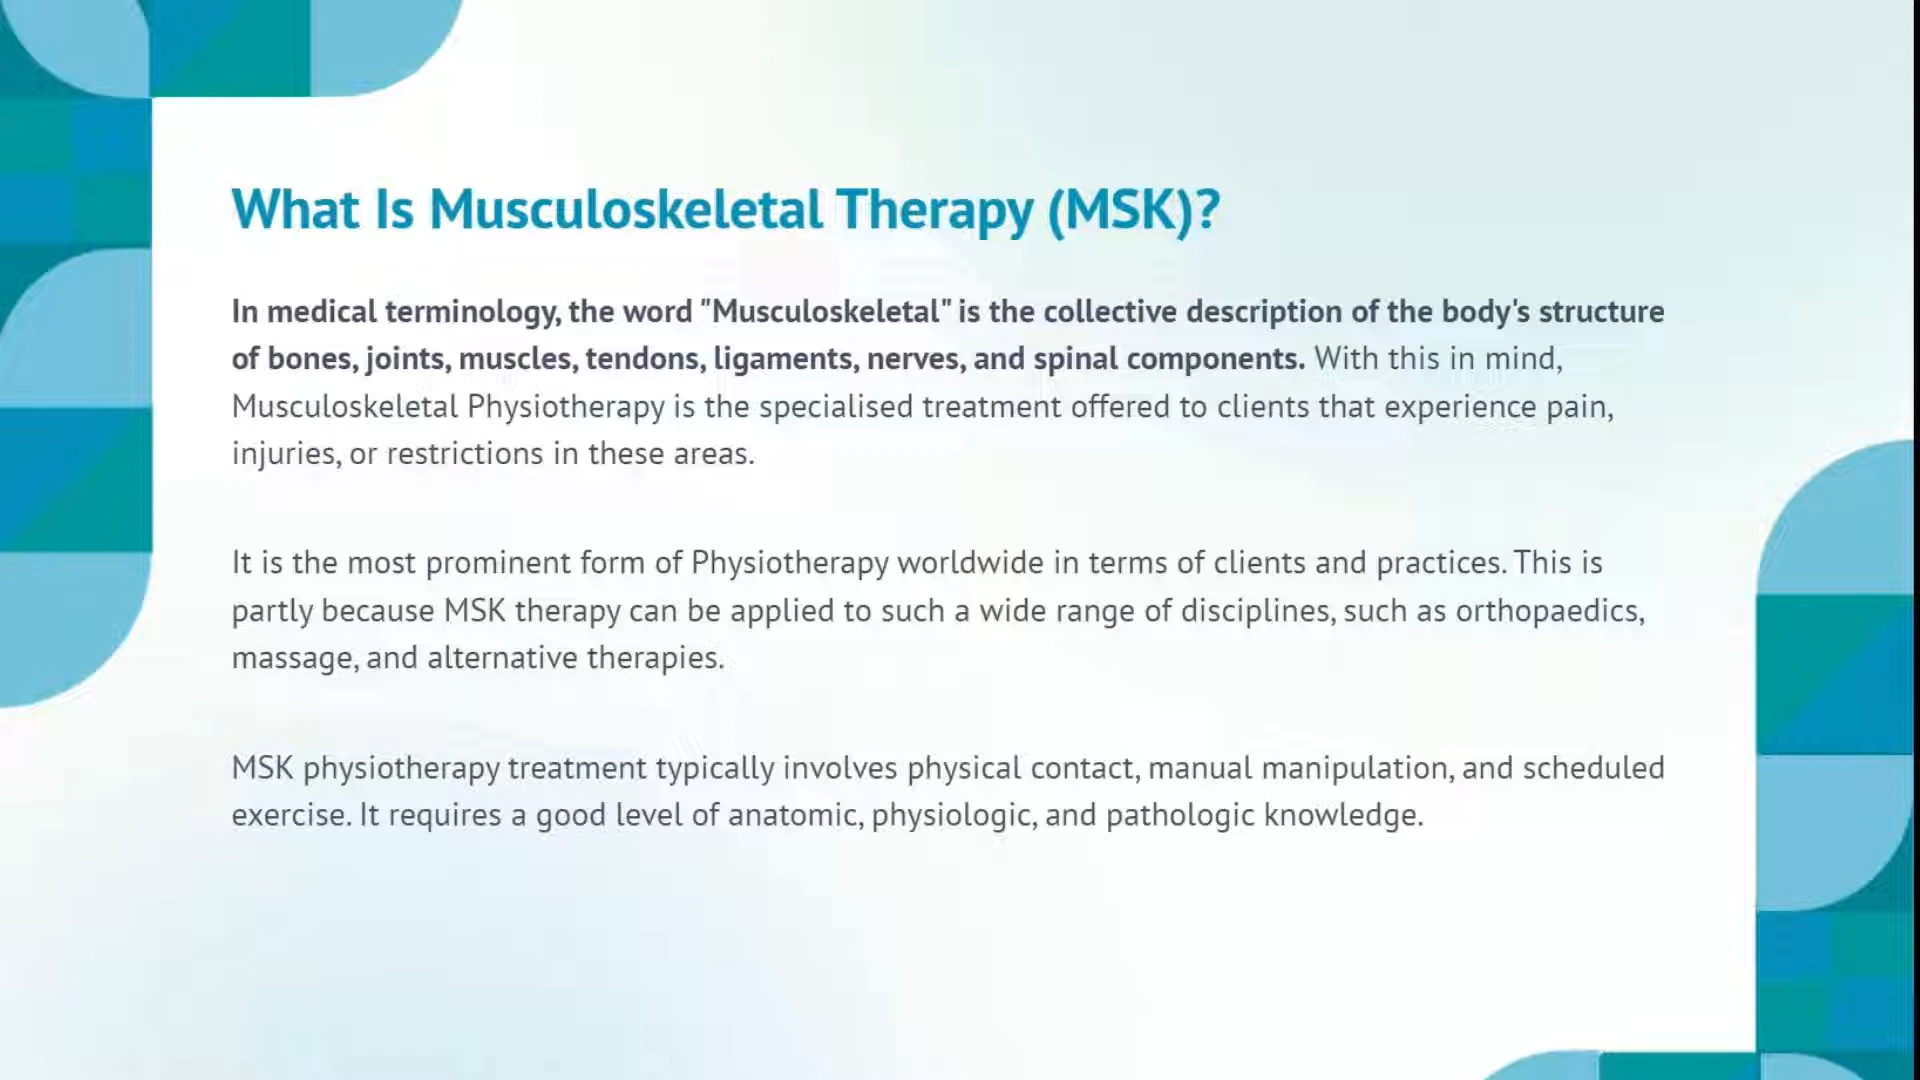 What Is Musculoskeletal Therapy (MSK)?
In medical terminology, the word "Musculoskeletal" is the collective description of the body's structure
of bones, joints, muscles, tendons, ligaments, nerves, and spinal components. With this in mind,
Musculoskeletal Physiotherapy is the specialised treatment offered to clients that experience pain,
injuries, or restrictions in these areas.
It is the most prominent form of Physiotherapy worldwide in terms of clients and practices. This is
partly because MSK therapy can be applied to such a wide range of disciplines, such as orthopaedics,
massage, and alternative therapies.
MSK physiotherapy treatment typically involves physical contact, manual manipulation, and scheduled
exercise. It requires a good level of anatomic, physiologic, and pathologic knowledge.